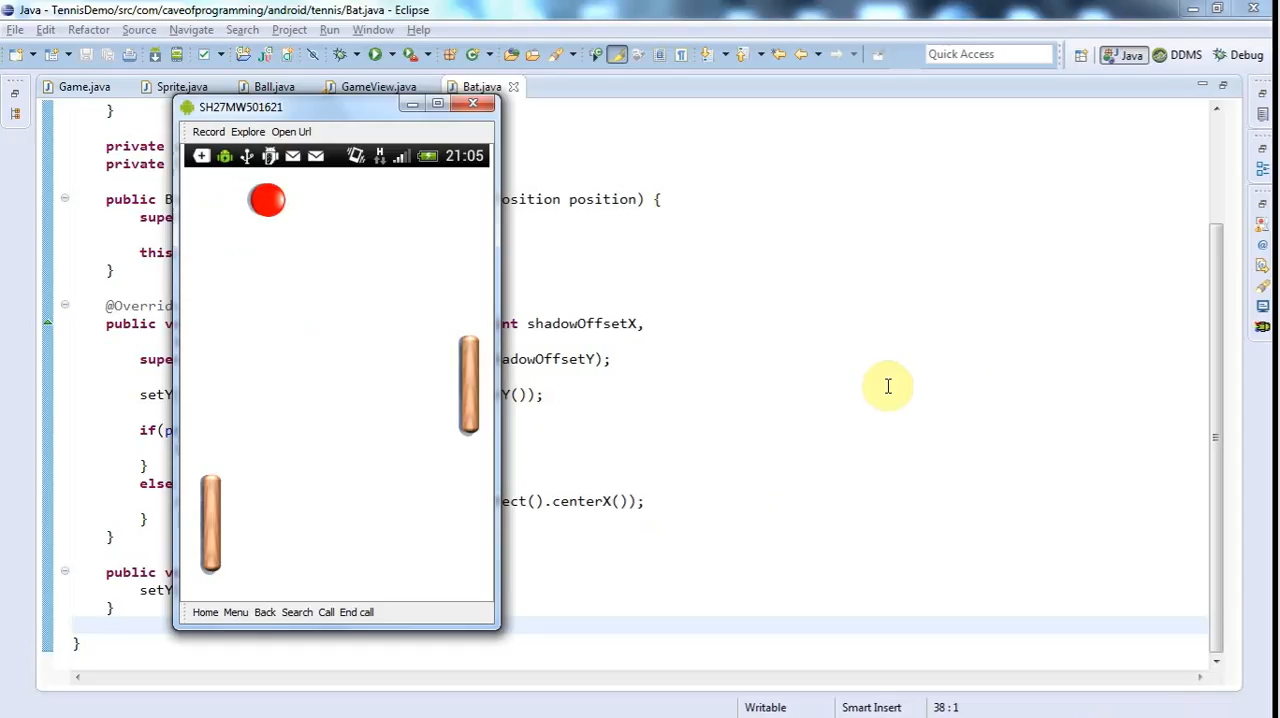 Java - TennisDemo/src/com/caveofprogramming/android/tennis/Bat.java - Eclipse
File Edit Refactor Source Navigate Search Project Run Window Help
Quick Access
Java
DDMS
Debug
Game.java
Sprite.java
Ball.java
GameView.java
Bat.java
SH27MW501621
Record Explore Open Url
H
21:05
}
private
private
public B
osition position) {
supe
this
}
@Overrid
public v
nt shadowOffsetX,
supe
adowOffsetY);
setY
Y());
if(p
}
else
ect().centerX());
}
}
public v
setY
}
}
Home Menu Back Search Call End call
Writable
Smart Insert
38 : 1